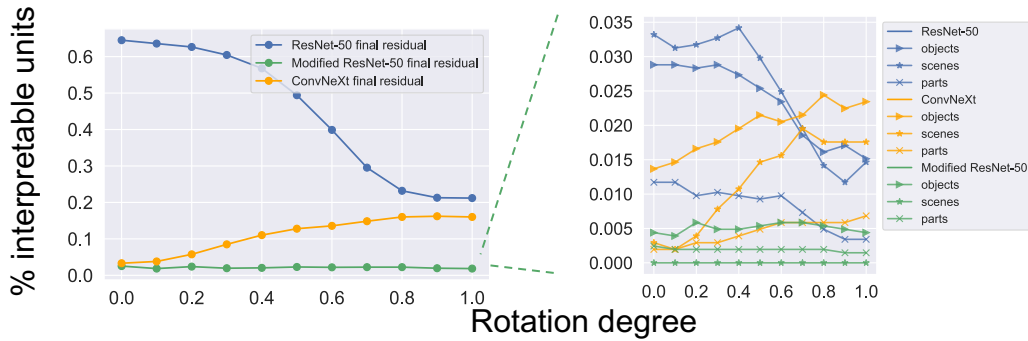 % interpretable units
0.6
0.5
0.4
0.3
0.2
0.1
0.0
ResNet-50 final residual
Modified ResNet-50 final residual
ConvNeXt final residual
0.0 0.2 0.4 0.6 0.8 1.0
0.035
0.030
0.025
0.020
0.015
0.010
0.005
0.000
0.0 0.2 0.4 0.6 0.8 1.0
ResNet-50
objects
scenes
parts
ConvNeXt
objects
scenes
parts
Modified ResNet-50
objects
scenes
parts
Rotation degree